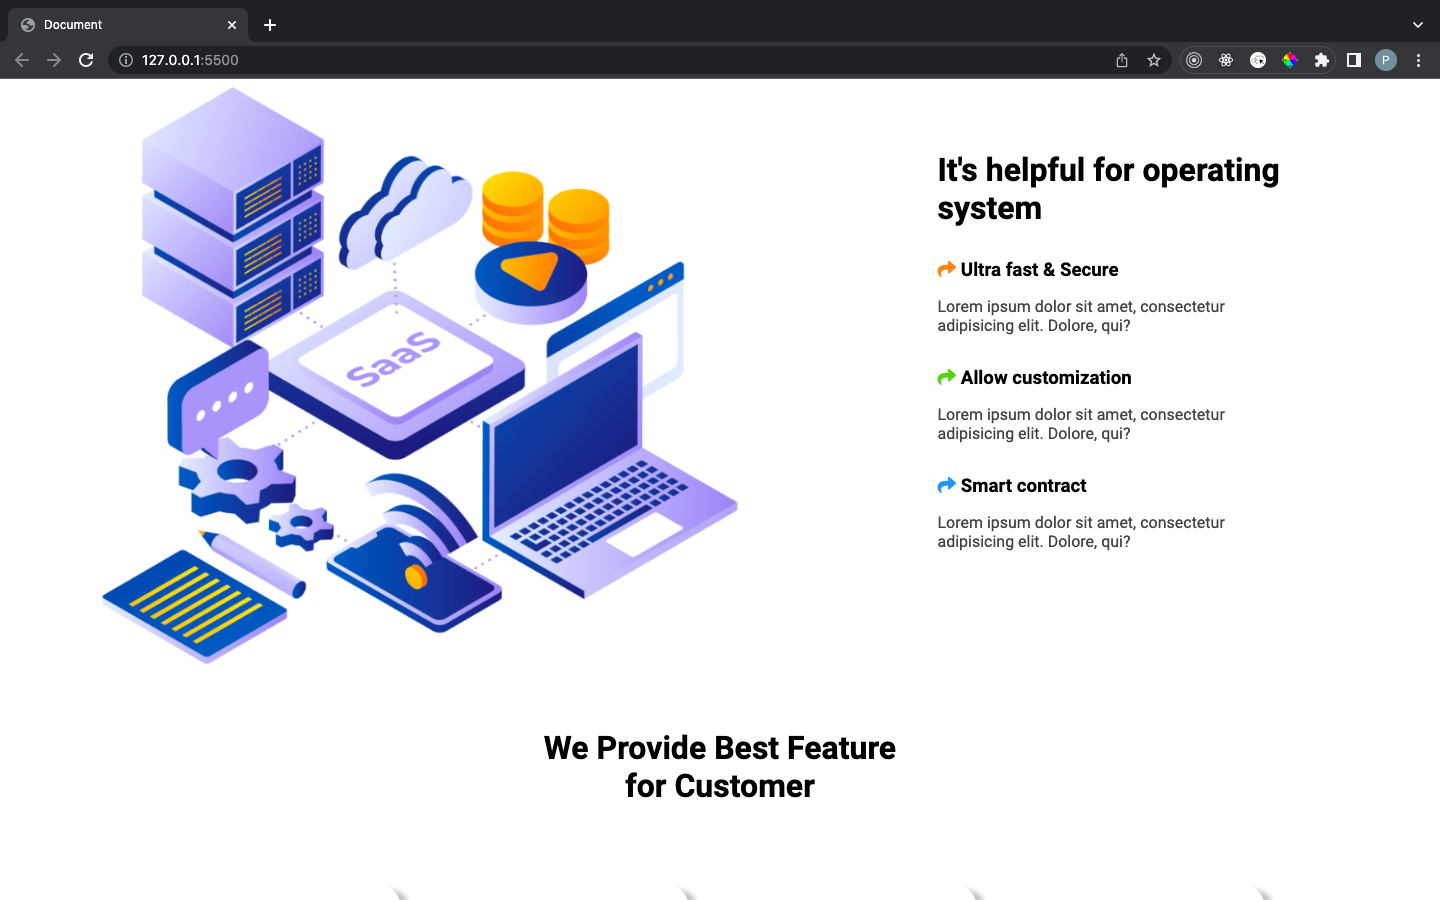 Document
127.0.0.1:5500
P
SaaS
It's helpful for operating
system
Ultra fast & Secure
Lorem ipsum dolor sit amet, consectetur
adipisicing elit. Dolore, qui?
Allow customization
Lorem ipsum dolor sit amet, consectetur
adipisicing elit. Dolore, qui?
Smart contract
Lorem ipsum dolor sit amet, consectetur
adipisicing elit. Dolore, qui?
We Provide Best Feature
for Customer